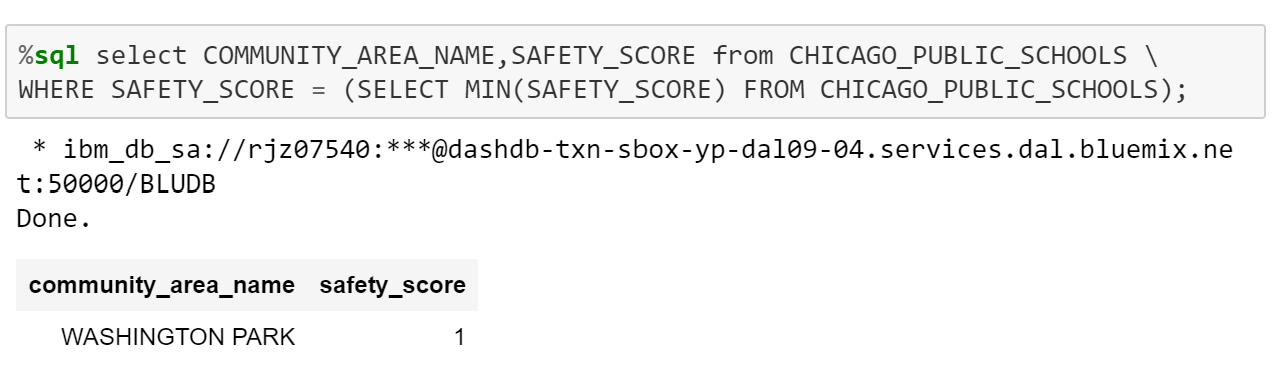 %sql select COMMUNITY_AREA_NAME,SAFETY_SCORE from CHICAGO_PUBLIC_SCHOOLS \
WHERE SAFETY_SCORE = (SELECT MIN(SAFETY_SCORE) FROM CHICAGO_PUBLIC_SCHOOLS);
* ibm_db_sa://rjz07540:***@dashdb-txn-sbox-yp-dal09-04.services.dal.bluemix.ne
t:50000/BLUDB
Done.
community_area_name safety_score
WASHINGTON PARK 1